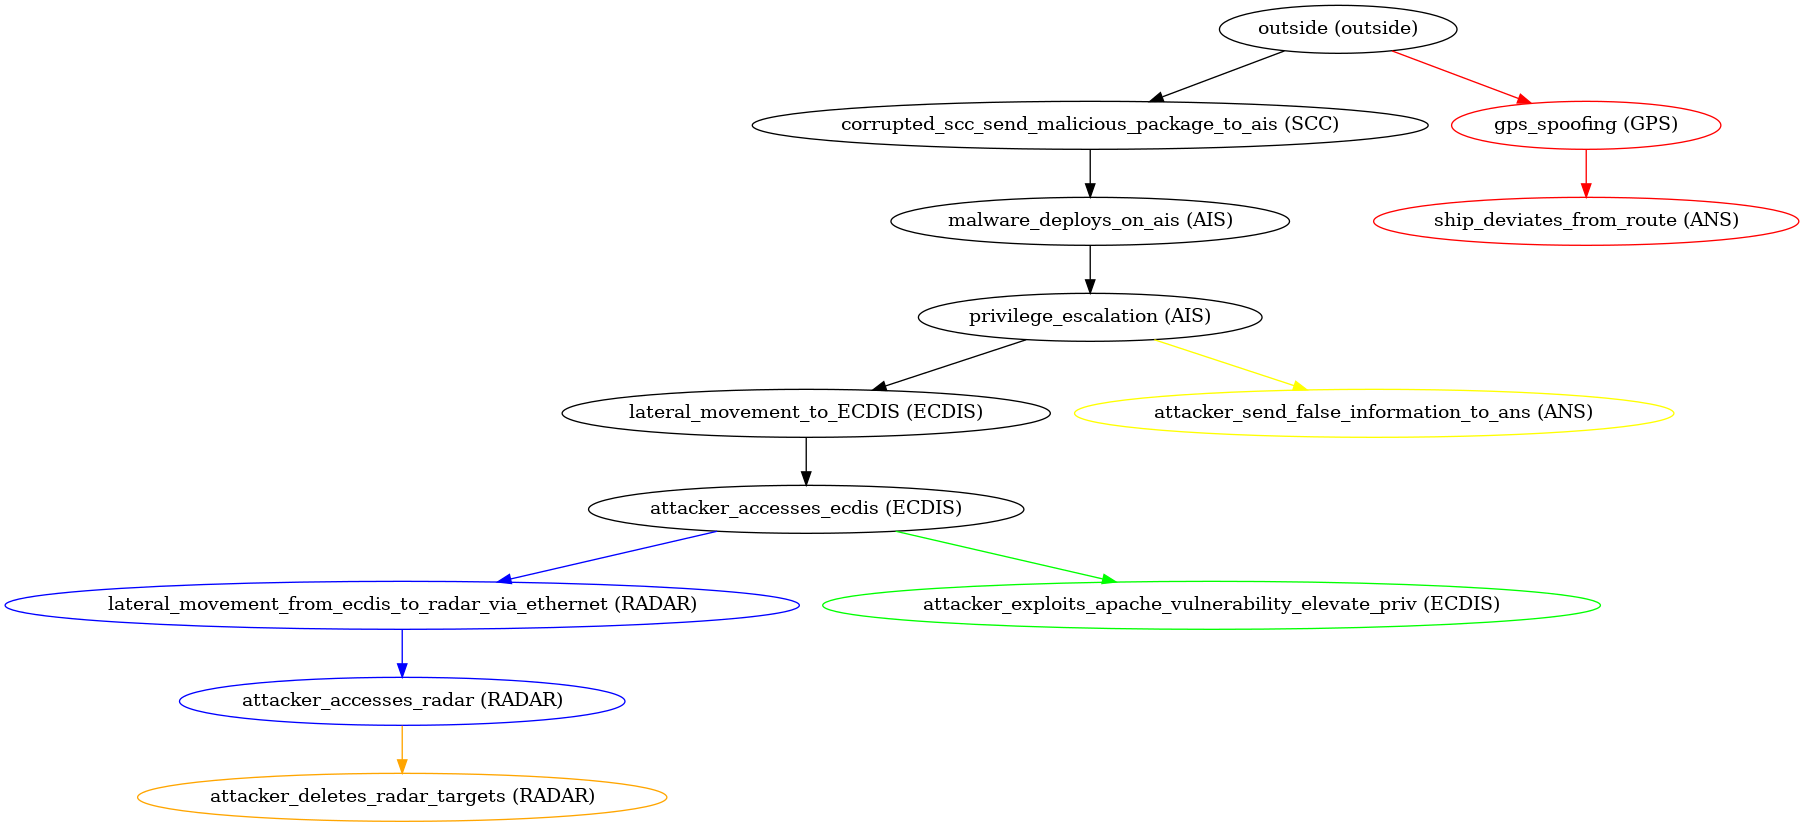 outside (outside)
corrupted_scc_send_malicious_package_to_ais (SCC)
gps_spoofing (GPS)
malware_deploys_on_ais (AIS)
ship_deviates_from_route (ANS)
privilege_escalation (AIS)
lateral_movement_to_ECDIS (ECDIS)
attacker_send_false_information_to_ans (ANS)
attacker_accesses_ecdis (ECDIS)
lateral_movement_from_ecdis_to_radar_via_ethernet (RADAR)
attacker_exploits_apache_vulnerability_elevate_priv (ECDIS)
attacker_accesses_radar (RADAR)
attacker_deletes_radar_targets (RADAR)